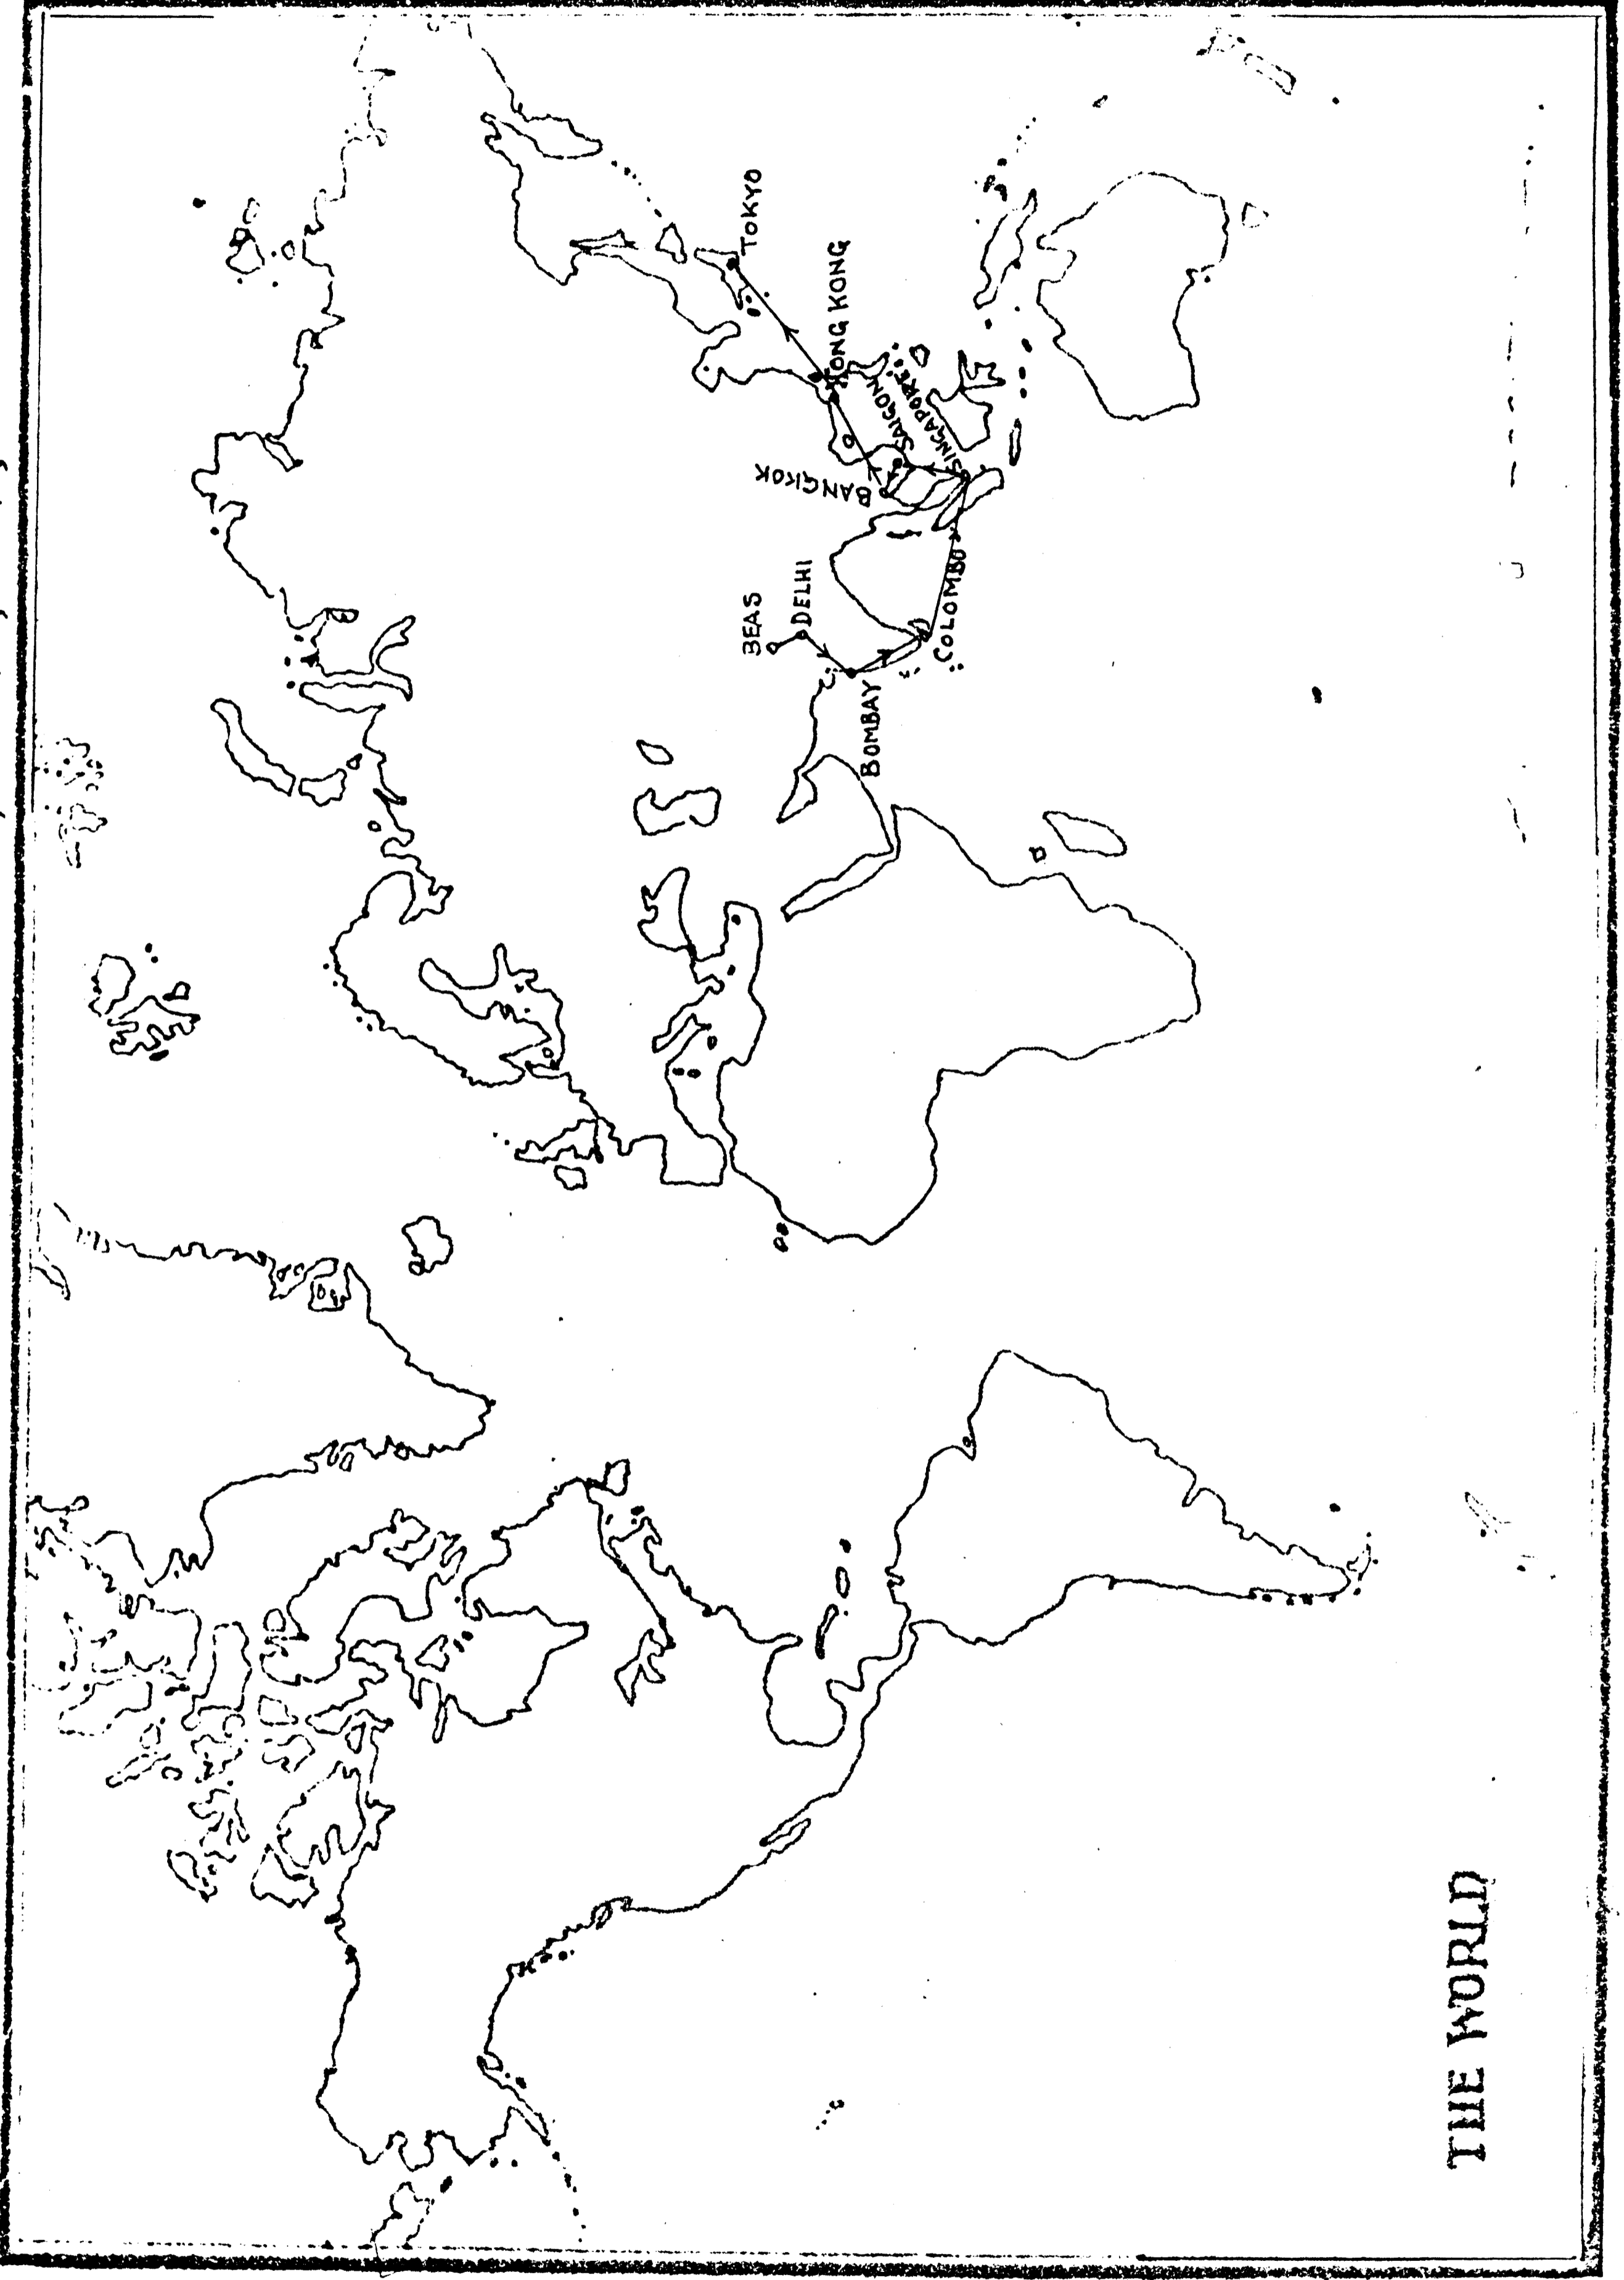 TOKYO
HONG KONG
SAIGON
SINGAPORE
BANGKOK
BEAS
DELHI
COLOMBO
BOMBAY
THE WORLD